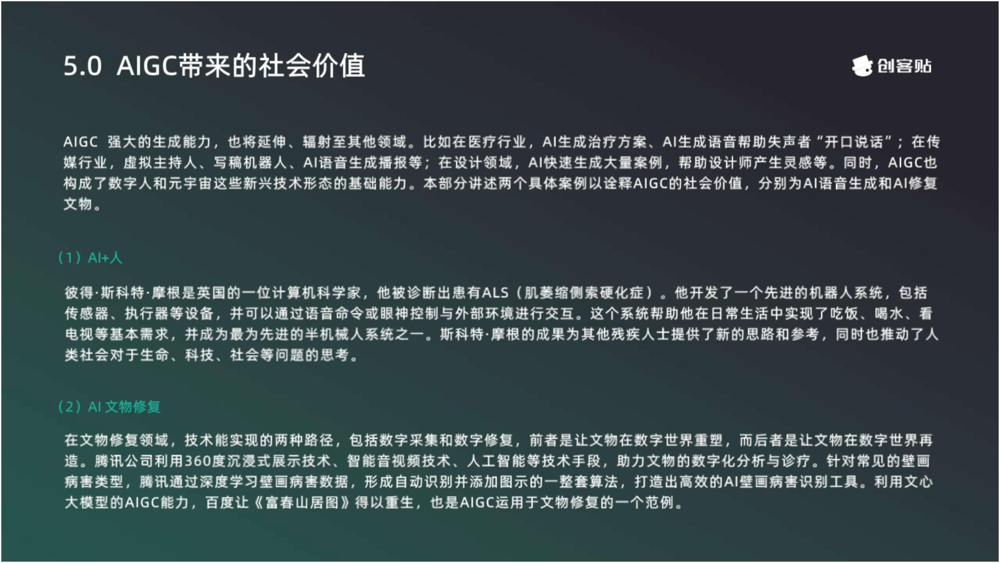 5.0 AIGC带来的社会价值
创客贴
AIGC 强大的生成能力，也将延伸、辐射至其他领域。比如在医疗行业，AI生成治疗方案、AI生成语音帮助失声者“开口说话”；在传
媒行业，虚拟主持人、写稿机器人、AI语音生成播报等；在设计领域，AI快速生成大量案例，帮助设计师产生灵感等。同时，AIGC也
构成了数字人和元宇宙这些新兴技术形态的基础能力。本部分讲述两个具体案例以诠释AIGC的社会价值，分别为AI语音生成和AI修复
文物。
（1）AI+人
彼得·斯科特·摩根是英国的一位计算机科学家，他被诊断出患有ALS（肌萎缩侧索硬化症）。他开发了一个先进的机器人系统，包括
传感器、执行器等设备，并可以通过语音命令或眼神控制与外部环境进行交互。这个系统帮助他在日常生活中实现了吃饭、喝水、看
电视等基本需求，并成为最为先进的半机械人系统之一。斯科特·摩根的成果为其他残疾人士提供了新的思路和参考，同时也推动了人
类社会对于生命、科技、社会等问题的思考。
（2）AI 文物修复
在文物修复领域，技术能实现的两种路径，包括数字采集和数字修复，前者是让文物在数字世界重塑，而后者是让文物在数字世界再
造。腾讯公司利用360度沉浸式展示技术、智能音视频技术、人工智能等技术手段，助力文物的数字化分析与诊疗。针对常见的壁画
病害类型，腾讯通过深度学习壁画病害数据，形成自动识别并添加图示的一整套算法，打造出高效的AI壁画病害识别工具。利用文心
大模型的AIGC能力，百度让《富春山居图》得以重生，也是AIGC运用于文物修复的一个范例。